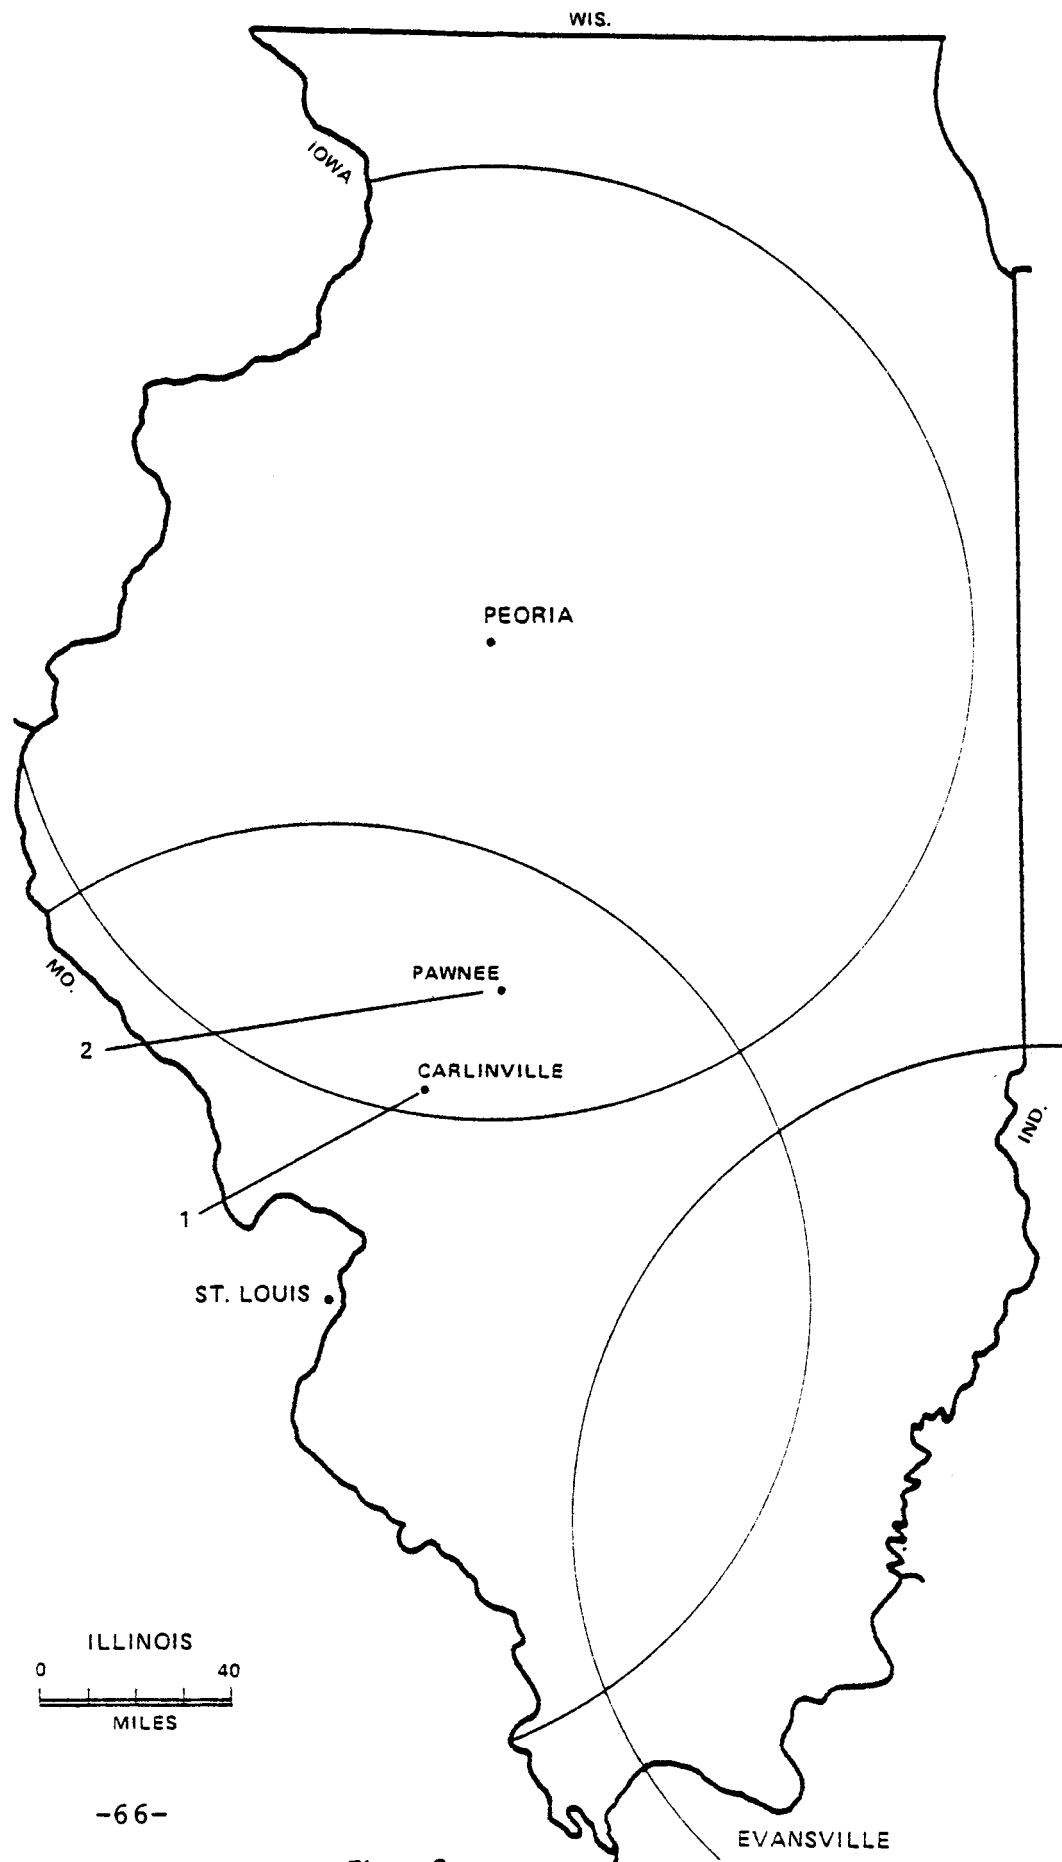 WIS.
IOWA
PEORIA
PAWNEE
MO.
2
CARLINVILLE
IND.
1
ST. LOUIS
ILLINOIS
0 40
MILES
-66-
EVANSVILLE